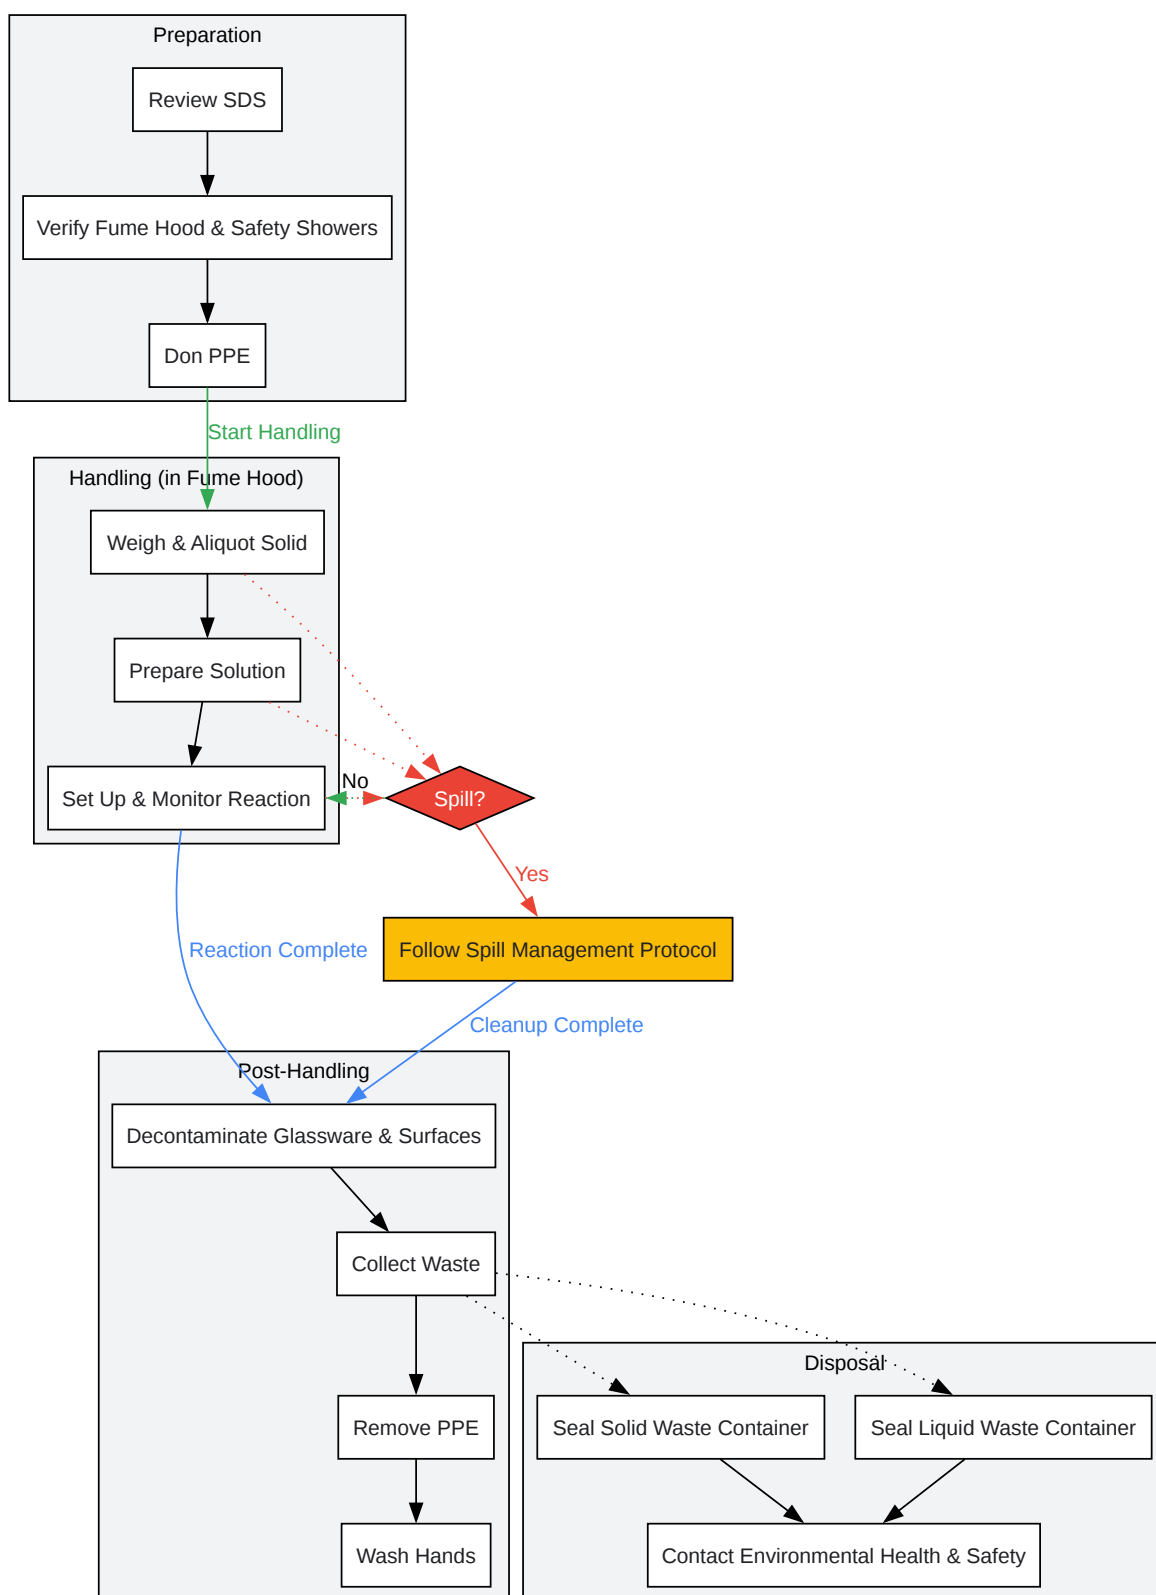 Preparation
Review SDS
Verify Fume Hood & Safety Showers
Don PPE
Start Handling
Handling (in Fume Hood)
Weigh & Aliquot Solid
Prepare Solution
Set Up & Monitor Reaction
No
Spill?
Yes
Reaction Complete
Follow Spill Management Protocol
Cleanup Complete
Post-Handling
Decontaminate Glassware & Surfaces
Collect Waste
Remove PPE
Wash Hands
Disposal
Seal Solid Waste Container
Seal Liquid Waste Container
Contact Environmental Health & Safety